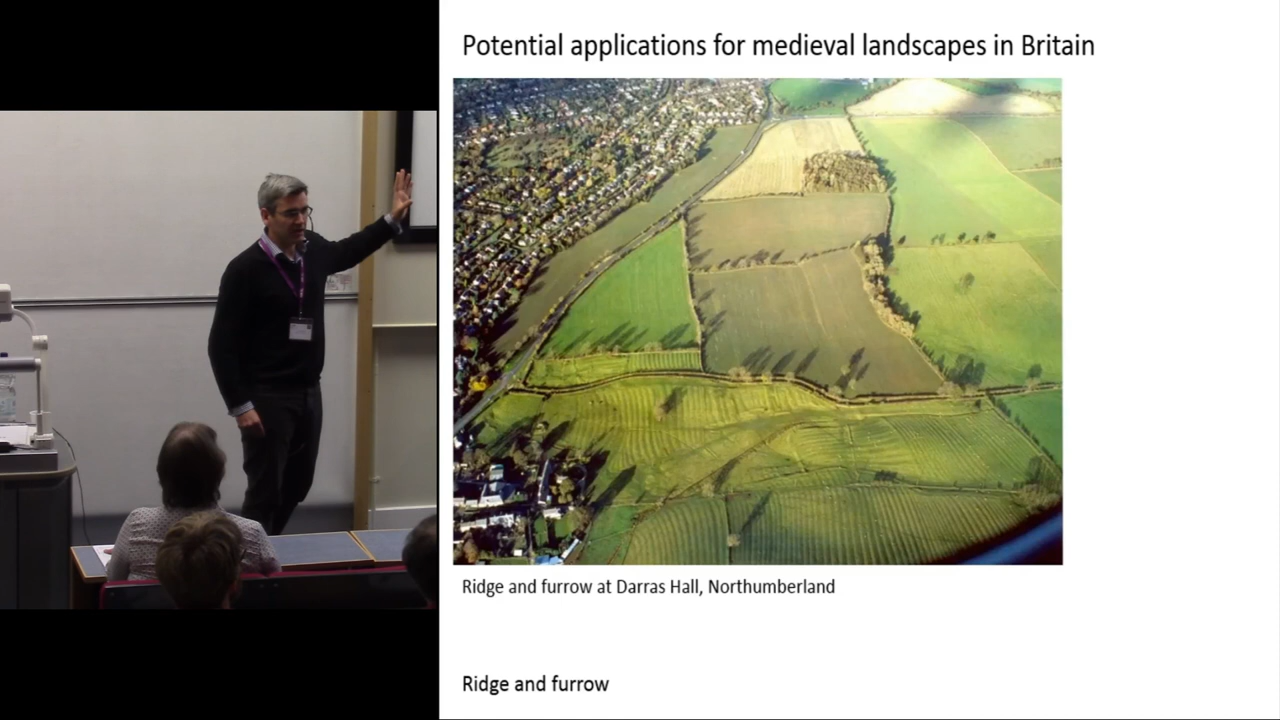 Potential applications for medieval landscapes in Britain
Ridge and furrow at Darras Hall, Northumberland
Ridge and furrow